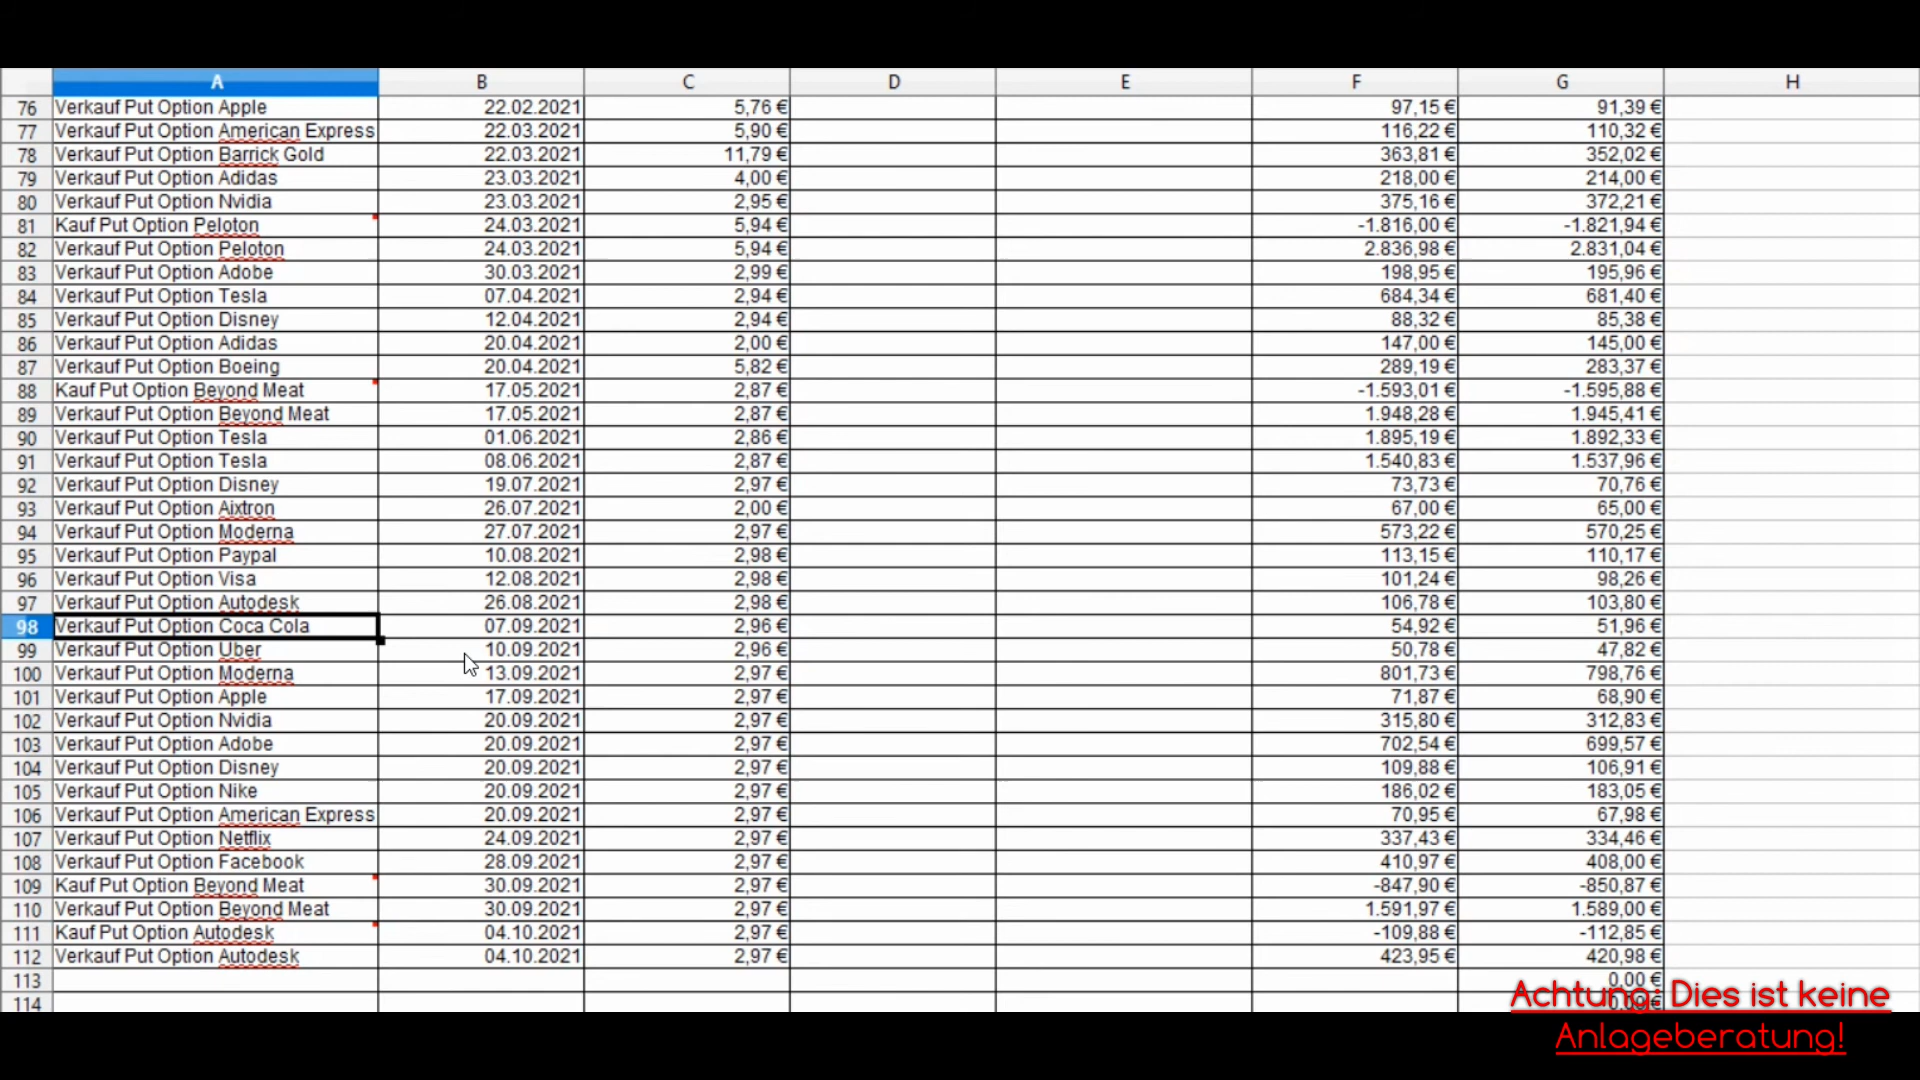 A B C D E F G H
76 Verkauf Put Option Apple 22.02.2021 5,76 € 97,15 € 91,39 €
77 Verkauf Put Option American Express 22.03.2021 5,90 € 116,22 € 110,32 €
78 Verkauf Put Option Barrick Gold 22.03.2021 11,79 € 363,81 € 352,02 €
79 Verkauf Put Option Adidas 23.03.2021 4,00 € 218,00 € 214,00 €
80 Verkauf Put Option Nvidia 23.03.2021 2,95 € 375,16 € 372,21 €
81 Kauf Put Option Peloton 24.03.2021 5,94 € -1.816,00 € -1.821,94 €
82 Verkauf Put Option Peloton 24.03.2021 5,94 € 2.836,98 € 2.831,04 €
83 Verkauf Put Option Adobe 30.03.2021 2,99 € 198,95 € 195,96 €
84 Verkauf Put Option Tesla 07.04.2021 2,94 € 684,34 € 681,40 €
85 Verkauf Put Option Disney 12.04.2021 2,94 € 88,32 € 85,38 €
86 Verkauf Put Option Adidas 20.04.2021 2,00 € 147,00 € 145,00 €
87 Verkauf Put Option Boeing 20.04.2021 5,82 € 289,19 € 283,37 €
88 Kauf Put Option Beyond Meat 17.05.2021 2,87 € -1.593,01 € -1.595,88 €
89 Verkauf Put Option Beyond Meat 17.05.2021 2,87 € 1.948,28 € 1.945,41 €
90 Verkauf Put Option Tesla 01.06.2021 2,86 € 1.895,19 € 1.892,33 €
91 Verkauf Put Option Tesla 08.06.2021 2,87 € 1.540,83 € 1.537,96 €
92 Verkauf Put Option Disney 19.07.2021 2,97 € 73,73 € 70,76 €
93 Verkauf Put Option Aixtron 26.07.2021 2,00 € 67,00 € 65,00 €
94 Verkauf Put Option Moderna 27.07.2021 2,97 € 573,22 € 570,25 €
95 Verkauf Put Option Paypal 10.08.2021 2,98 € 113,15 € 110,17 €
96 Verkauf Put Option Visa 12.08.2021 2,98 € 101,24 € 98,26 €
97 Verkauf Put Option Autodesk 26.08.2021 2,98 € 106,78 € 103,80 €
98 Verkauf Put Option Coca Cola 07.09.2021 2,96 € 54,92 € 51,96 €
99 Verkauf Put Option Uber 10.09.2021 2,96 € 50,78 € 47,82 €
100 Verkauf Put Option Moderna 13.09.2021 2,97 € 801,73 € 798,76 €
101 Verkauf Put Option Apple 17.09.2021 2,97 € 71,87 € 68,90 €
102 Verkauf Put Option Nvidia 20.09.2021 2,97 € 315,80 € 312,83 €
103 Verkauf Put Option Adobe 20.09.2021 2,97 € 702,54 € 699,57 €
104 Verkauf Put Option Disney 20.09.2021 2,97 € 109,88 € 106,91 €
105 Verkauf Put Option Nike 20.09.2021 2,97 € 186,02 € 183,05 €
106 Verkauf Put Option American Express 20.09.2021 2,97 € 70,95 € 67,98 €
107 Verkauf Put Option Netflix 24.09.2021 2,97 € 337,43 € 334,46 €
108 Verkauf Put Option Facebook 28.09.2021 2,97 € 410,97 € 408,00 €
109 Kauf Put Option Beyond Meat 30.09.2021 2,97 € -847,90 € -850,87 €
110 Verkauf Put Option Beyond Meat 30.09.2021 2,97 € 1.591,97 € 1.589,00 €
111 Kauf Put Option Autodesk 04.10.2021 2,97 € -109,88 € -112,85 €
112 Verkauf Put Option Autodesk 04.10.2021 2,97 € 423,95 € 420,98 €
113 0,00 €
114
Achtung: Dies ist keine
Anlageberatung!